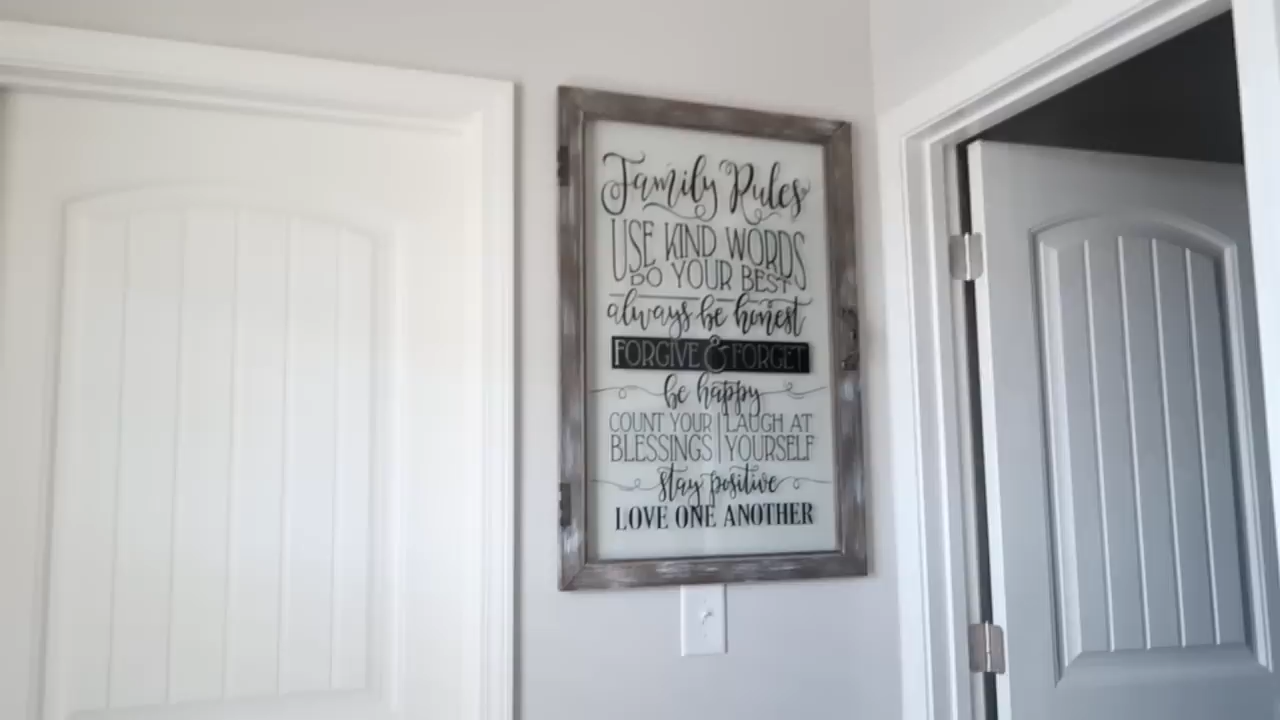 Family Rules
USE KIND WORDS
DO YOUR BEST
always be honest
FORGIVE & FORGET
be happy
COUNT YOUR | LAUGH AT
BLESSINGS | YOURSELF
stay positive
LOVE ONE ANOTHER